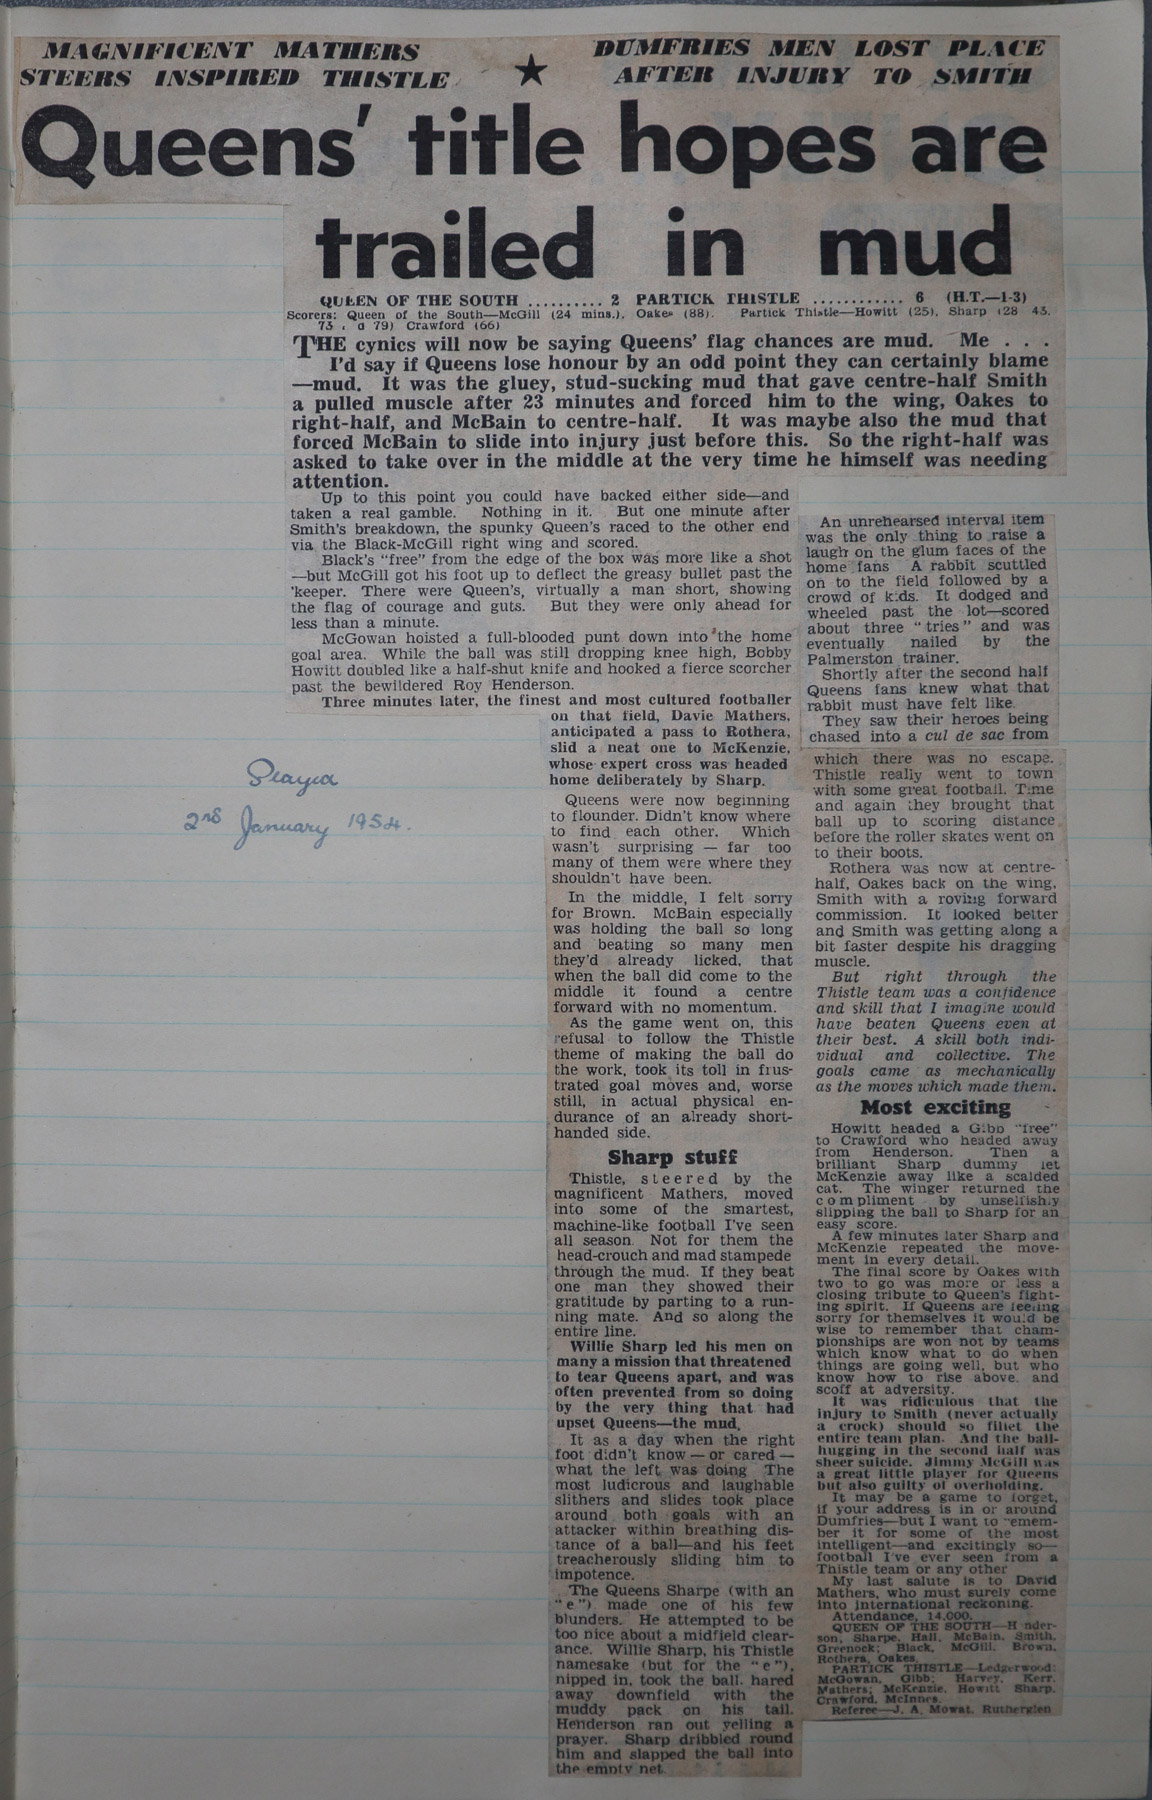 MAGNIFICENT MATHERS
STEERS INSPIRED THISTLE
DUMFRIES MEN LOST PLACE
AFTER INJURY TO SMITH
Queens' title hopes are
trailed in mud
QUEEN OF THE SOUTH .......... 2 PARTICK THISTLE ............ 6 (H.T.—1-3)
Scorers: Queen of the South—McGill (24 mins.), Oakes (88). Partick Thistle—Howitt (25), Sharp (28 43.
73 79) Crawford (66)
THE cynics will now be saying Queens' flag chances are mud. Me . . .
I'd say if Queens lose honour by an odd point they can certainly blame
—mud. It was the gluey, stud-sucking mud that gave centre-half Smith
a pulled muscle after 23 minutes and forced him to the wing, Oakes to
right-half, and McBain to centre-half. It was maybe also the mud that
forced McBain to slide into injury just before this. So the right-half was
asked to take over in the middle at the very time he himself was needing
attention.
Up to this point you could have backed either side—and
taken a real gamble. Nothing in it. But one minute after
Smith's breakdown, the spunky Queen's raced to the other end
via the Black-McGill right wing and scored.
Black's "free" from the edge of the box was more like a shot
—but McGill got his foot up to deflect the greasy bullet past the
'keeper. There were Queen's, virtually a man short, showing
the flag of courage and guts. But they were only ahead for
less than a minute.
McGowan hoisted a full-blooded punt down into the home
goal area. While the ball was still dropping knee high, Bobby
Howitt doubled like a half-shut knife and hooked a fierce scorcher
past the bewildered Roy Henderson.
Three minutes later, the finest and most cultured footballer
on that field, Davie Mathers,
anticipated a pass to Rothera,
slid a neat one to McKenzie,
whose expert cross was headed
home deliberately by Sharp.
Queens were now beginning
to flounder. Didn't know where
to find each other. Which
wasn't surprising — far too
many of them were where they
shouldn't have been.
In the middle, I felt sorry
for Brown. McBain especially
was holding the ball so long
and beating so many men
they'd already licked, that
when the ball did come to the
middle it found a centre
forward with no momentum.
As the game went on, this
refusal to follow the Thistle
theme of making the ball do
the work, took its toll in frus-
trated goal moves and, worse
still, in actual physical en-
durance of an already short-
handed side.
Sharp stuff
Thistle, steered by the
magnificent Mathers, moved
into some of the smartest,
machine-like football I've seen
all season. Not for them the
head-crouch and mad stampede
through the mud. If they beat
one man they showed their
gratitude by parting to a run-
ning mate. And so along the
entire line.
Willie Sharp led his men on
many a mission that threatened
to tear Queens apart, and was
often prevented from so doing
by the very thing that had
upset Queens—the mud.
It as a day when the right
foot didn't know — or cared —
what the left was doing The
most ludicrous and laughable
slithers and slides took place
around both goals with an
attacker within breathing dis-
tance of a ball—and his feet
treacherously sliding him to
impotence.
The Queens Sharpe (with an
"e") made one of his few
blunders. He attempted to be
too nice about a midfield clear-
ance. Willie Sharp, his Thistle
namesake (but for the "e"),
nipped in, took the ball. hared
away downfield with the
muddy pack on his tail.
Henderson ran out yelling a
prayer. Sharp dribbled round
him and slapped the ball into
the empty net.
An unrehearsed interval item
was the only thing to raise a
laugh on the glum faces of the
home fans A rabbit scuttled
on to the field followed by a
crowd of kids. It dodged and
wheeled past the lot—scored
about three "tries" and was
eventually nailed by the
Palmerston trainer.
Shortly after the second half
Queens fans knew what that
rabbit must have felt like.
They saw their heroes being
chased into a cul de sac from
which there was no escape.
Thistle really went to town
with some great football. Time
and again they brought that
ball up to scoring distance
before the roller skates went on
to their boots.
Rothera was now at centre-
half, Oakes back on the wing,
Smith with a roving forward
commission. It looked better
and Smith was getting along a
bit faster despite his dragging
muscle.
But right through the
Thistle team was a confidence
and skill that I imagine would
have beaten Queens even at
their best. A skill both indi-
vidual and collective. The
goals came as mechanically
as the moves which made them.
Most exciting
Howitt headed a Gibb "free"
to Crawford who headed away
from Henderson. Then a
brilliant Sharp dummy let
McKenzie away like a scalded
cat. The winger returned the
compliment by unselfishly
slipping the ball to Sharp for an
easy score.
A few minutes later Sharp and
McKenzie repeated the move-
ment in every detail.
The final score by Oakes with
two to go was more or less a
closing tribute to Queen's fight-
ing spirit. If Queens are feeling
sorry for themselves it would be
wise to remember that cham-
pionships are won not by teams
which know what to do when
things are going well, but who
know how to rise above, and
scoff at adversity.
It was ridiculous that the
injury to Smith (never actually
a crock) should so fillet the
entire team plan. And the ball-
hugging in the second half was
sheer suicide. Jimmy McGill was
a great little player for Queens
but also guilty of overholding.
It may be a game to forget,
if your address is in or around
Dumfries—but I want to remem-
ber it for some of the most
intelligent—and excitingly so—
football I've ever seen from a
Thistle team or any other
My last salute is to David
Mathers, who must surely come
into international reckoning.
Attendance, 14,000.
QUEEN OF THE SOUTH—Hender-
son, Sharpe, Hall, McBain, Smith,
Greenock; Black, McGill, Brown,
Rothera, Oakes.
PARTICK THISTLE—Ledgerwood;
McGowan, Gibb; Harvey, Kerr,
Mathers; McKenzie, Howitt Sharp,
Crawford, McInnes.
Referee—J. A. Mowat, Rutherglen
Played
2nd January 1954.